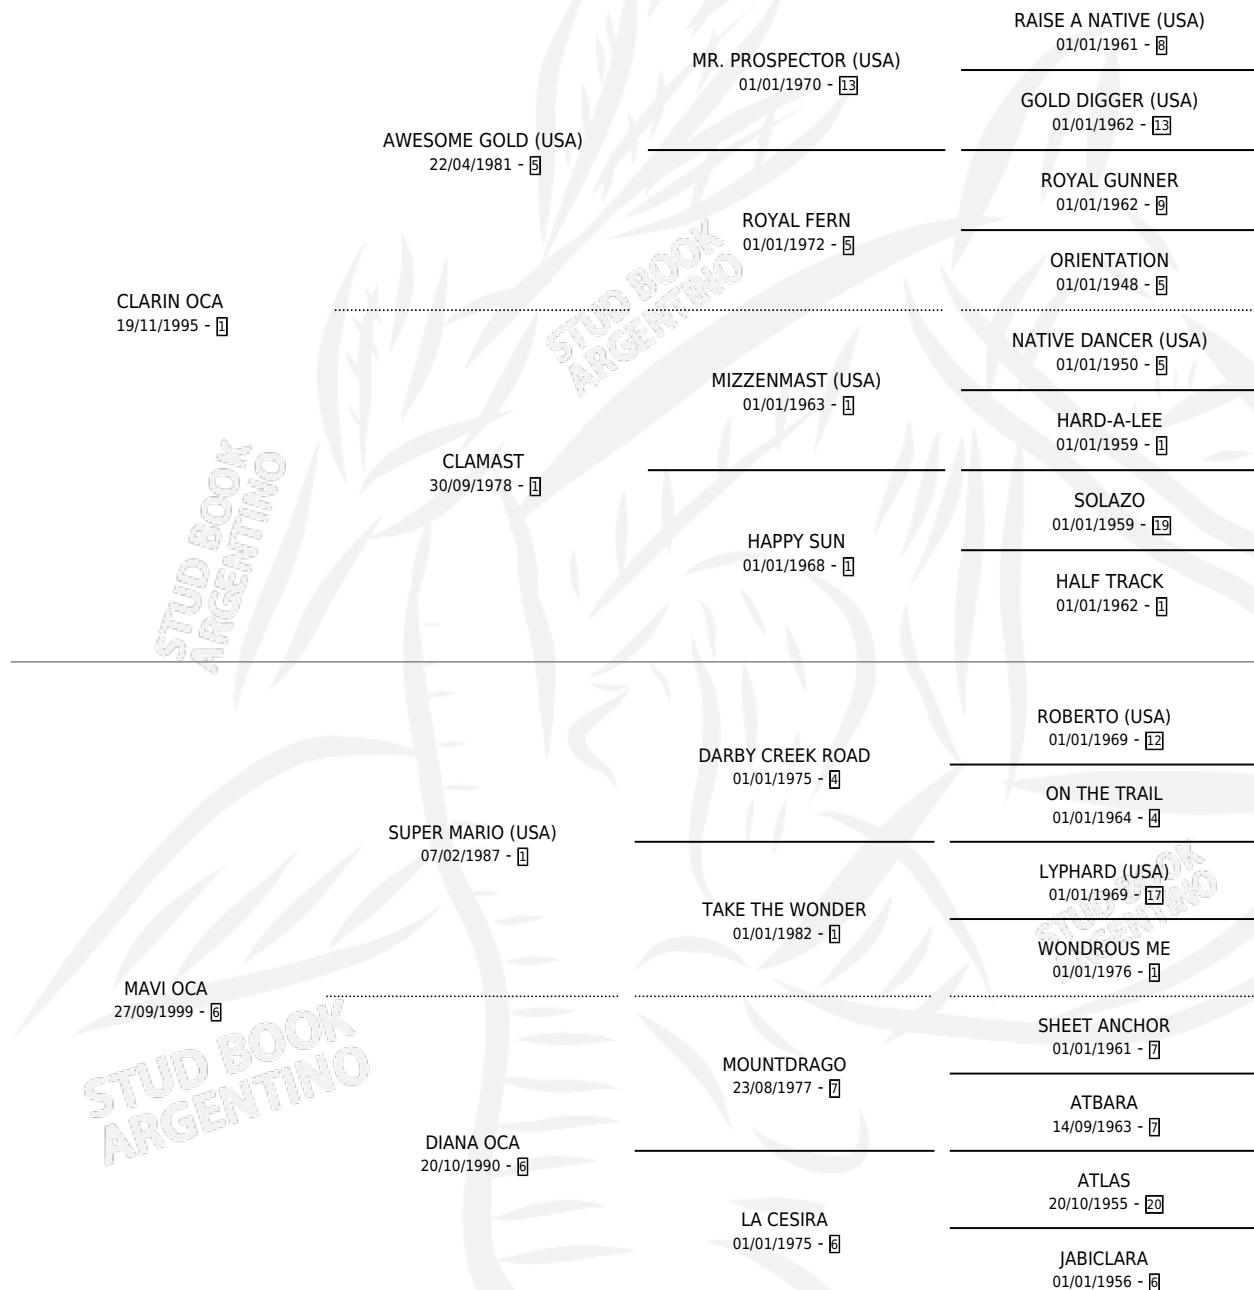 RAISE A NATIVE (USA)
01/01/1961 - 8
MR. PROSPECTOR (USA)
01/01/1970 - 13
GOLD DIGGER (USA)
01/01/1962 - 13
AWESOME GOLD (USA)
22/04/1981 - 5
ROYAL GUNNER
01/01/1962 - 9
ROYAL FERN
01/01/1972 - 5
ORIENTATION
01/01/1948 - 5
CLARIN OCA
19/11/1995 - 1
NATIVE DANCER (USA)
01/01/1950 - 5
MIZZENMAST (USA)
01/01/1963 - 1
HARD-A-LEE
01/01/1959 - 1
CLAMAST
30/09/1978 - 1
SOLAZO
01/01/1959 - 19
HAPPY SUN
01/01/1968 - 1
HALF TRACK
01/01/1962 - 1
ROBERTO (USA)
01/01/1969 - 12
DARBY CREEK ROAD
01/01/1975 - 4
ON THE TRAIL
01/01/1964 - 4
SUPER MARIO (USA)
07/02/1987 - 1
LYPHARD (USA)
01/01/1969 - 17
TAKE THE WONDER
01/01/1982 - 1
WONDROUS ME
01/01/1976 - 1
MAVI OCA
27/09/1999 - 6
SHEET ANCHOR
01/01/1961 - 7
MOUNTDRAGO
23/08/1977 - 7
ATBARA
14/09/1963 - 7
DIANA OCA
20/10/1990 - 6
ATLAS
20/10/1955 - 20
LA CESIRA
01/01/1975 - 6
JABICLARA
01/01/1956 - 6
STUD BOOK
ARGENTINO
STUD BOOK
ARGENTINO
STUD BOOK
ARGENTINO
STUD BOOK
ARGENTINO